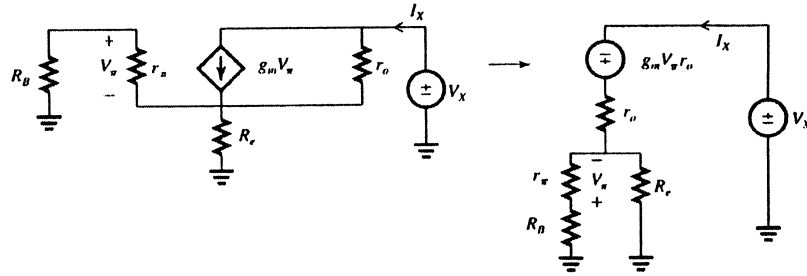 I_X
R_B
+
V_π
−
r_π
g_m V_π
r_o
±
V_X
R_e
I_X
∓
g_m V_π r_o
r_o
±
V_X
r_π
−
V_π
+
R_e
R_B